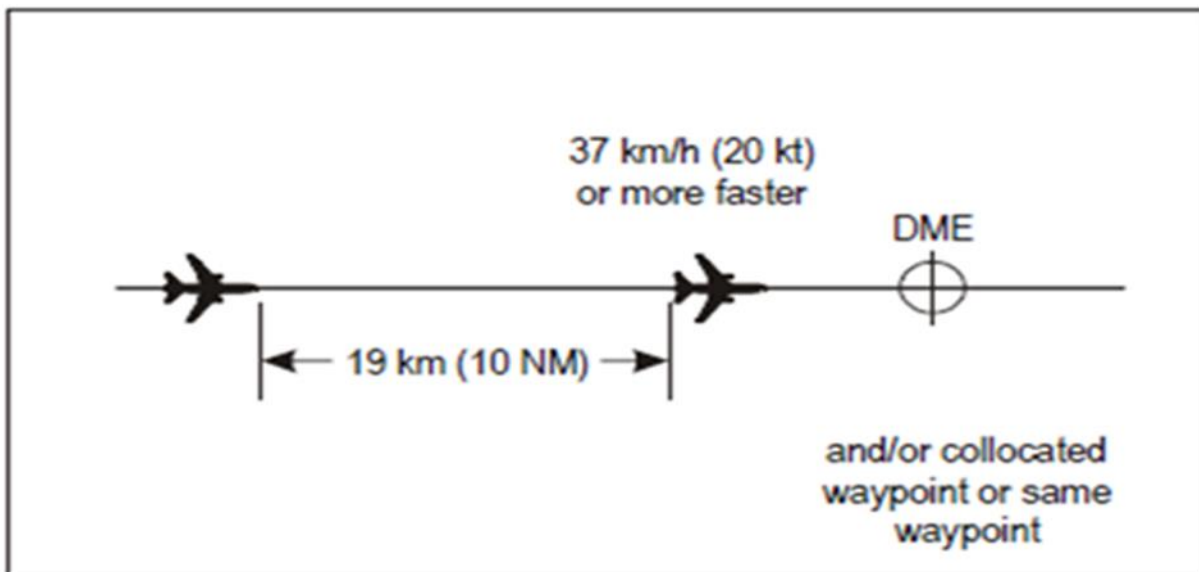 37 km/h (20 kt)
or more faster
DME
19 km (10 NM)
and/or collocated
waypoint or same
waypoint